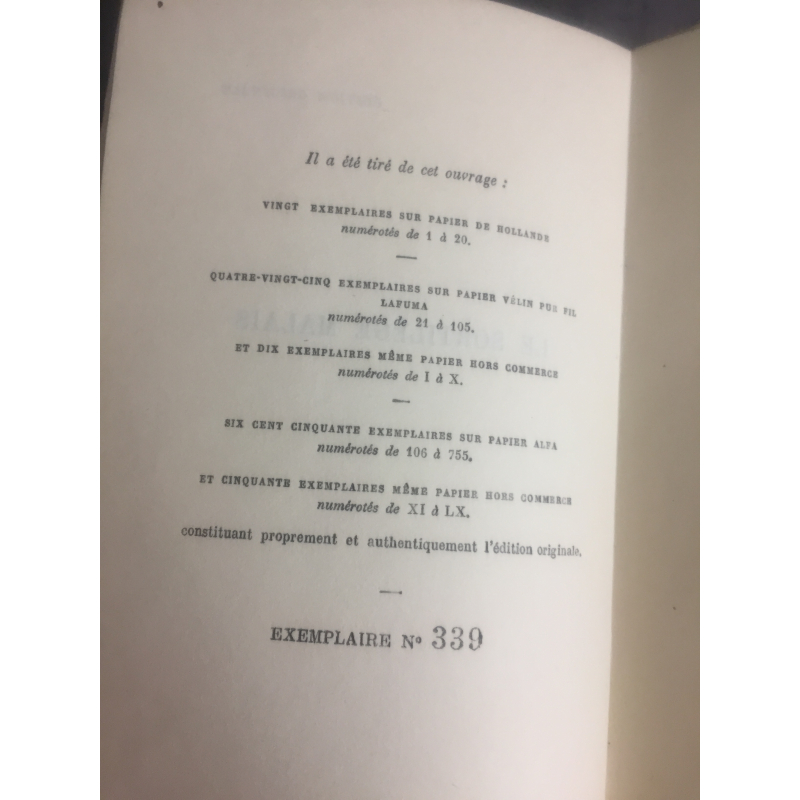 Il a été tiré de cet ouvrage :
VINGT EXEMPLAIRES SUR PAPIER DE HOLLANDE
numérotés de 1 à 20.
QUATRE-VINGT-CINQ EXEMPLAIRES SUR PAPIER VÉLIN PUR FIL
LAFUMA
numérotés de 21 à 105.
ET DIX EXEMPLAIRES MÊME PAPIER HORS COMMERCE
numérotés de I à X.
SIX CENT CINQUANTE EXEMPLAIRES SUR PAPIER ALFA
numérotés de 106 à 755.
ET CINQUANTE EXEMPLAIRES MÊME PAPIER HORS COMMERCE
numérotés de XI à LX.
constituant proprement et authentiquement l'édition originale.
EXEMPLAIRE Nº 339